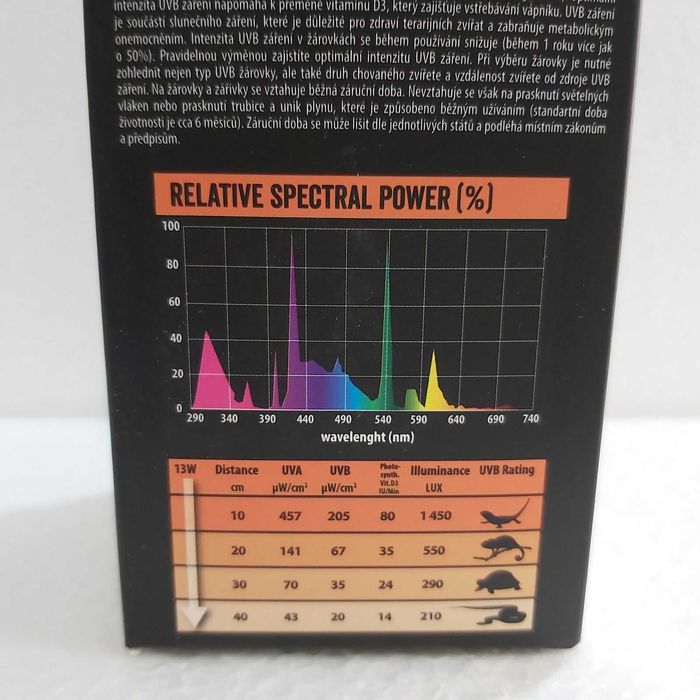 intenzita UVB záření napomáhá k přeměně vitaminu D3, který zajišťuje vstřebávání vápníku. UVB záření
je součástí slunečního záření, které je důležité pro zdraví terarijních zvířat a zabraňuje metabolickým
onemocněním. Intenzita UVB záření v žárovkách se během používání snižuje (během 1 roku více jak
o 50%). Pravidelnou výměnou zajistíte optimální intenzitu UVB záření. Při výběru žárovky je nutné
zohlednit nejen typ UVB žárovky, ale také druh chovaného zvířete a vzdálenost zvířete od zdroje UVB
záření. Na žárovky a zářivky se vztahuje běžná záruční doba. Nevztahuje se však na prasknutí světelných
vláken nebo prasknutí trubice a unik plynu, které je způsobeno běžným užíváním (standartní doba
životnosti je cca 6 měsíců). Záruční doba se může lišit dle jednotlivých států a podléhá místním zákonům
a předpisům.
RELATIVE SPECTRAL POWER (%)
100
80
60
40
20
0
290 340 390 440 490 540 590 640 690 740
wavelenght (nm)
13W Distance UVA UVB Photo-synth. Vit.D3 Illuminance UVB Rating
cm µW/cm² µW/cm² IU/Min LUX
10 457 205 80 1 450
20 141 67 35 550
30 70 35 24 290
40 43 20 14 210